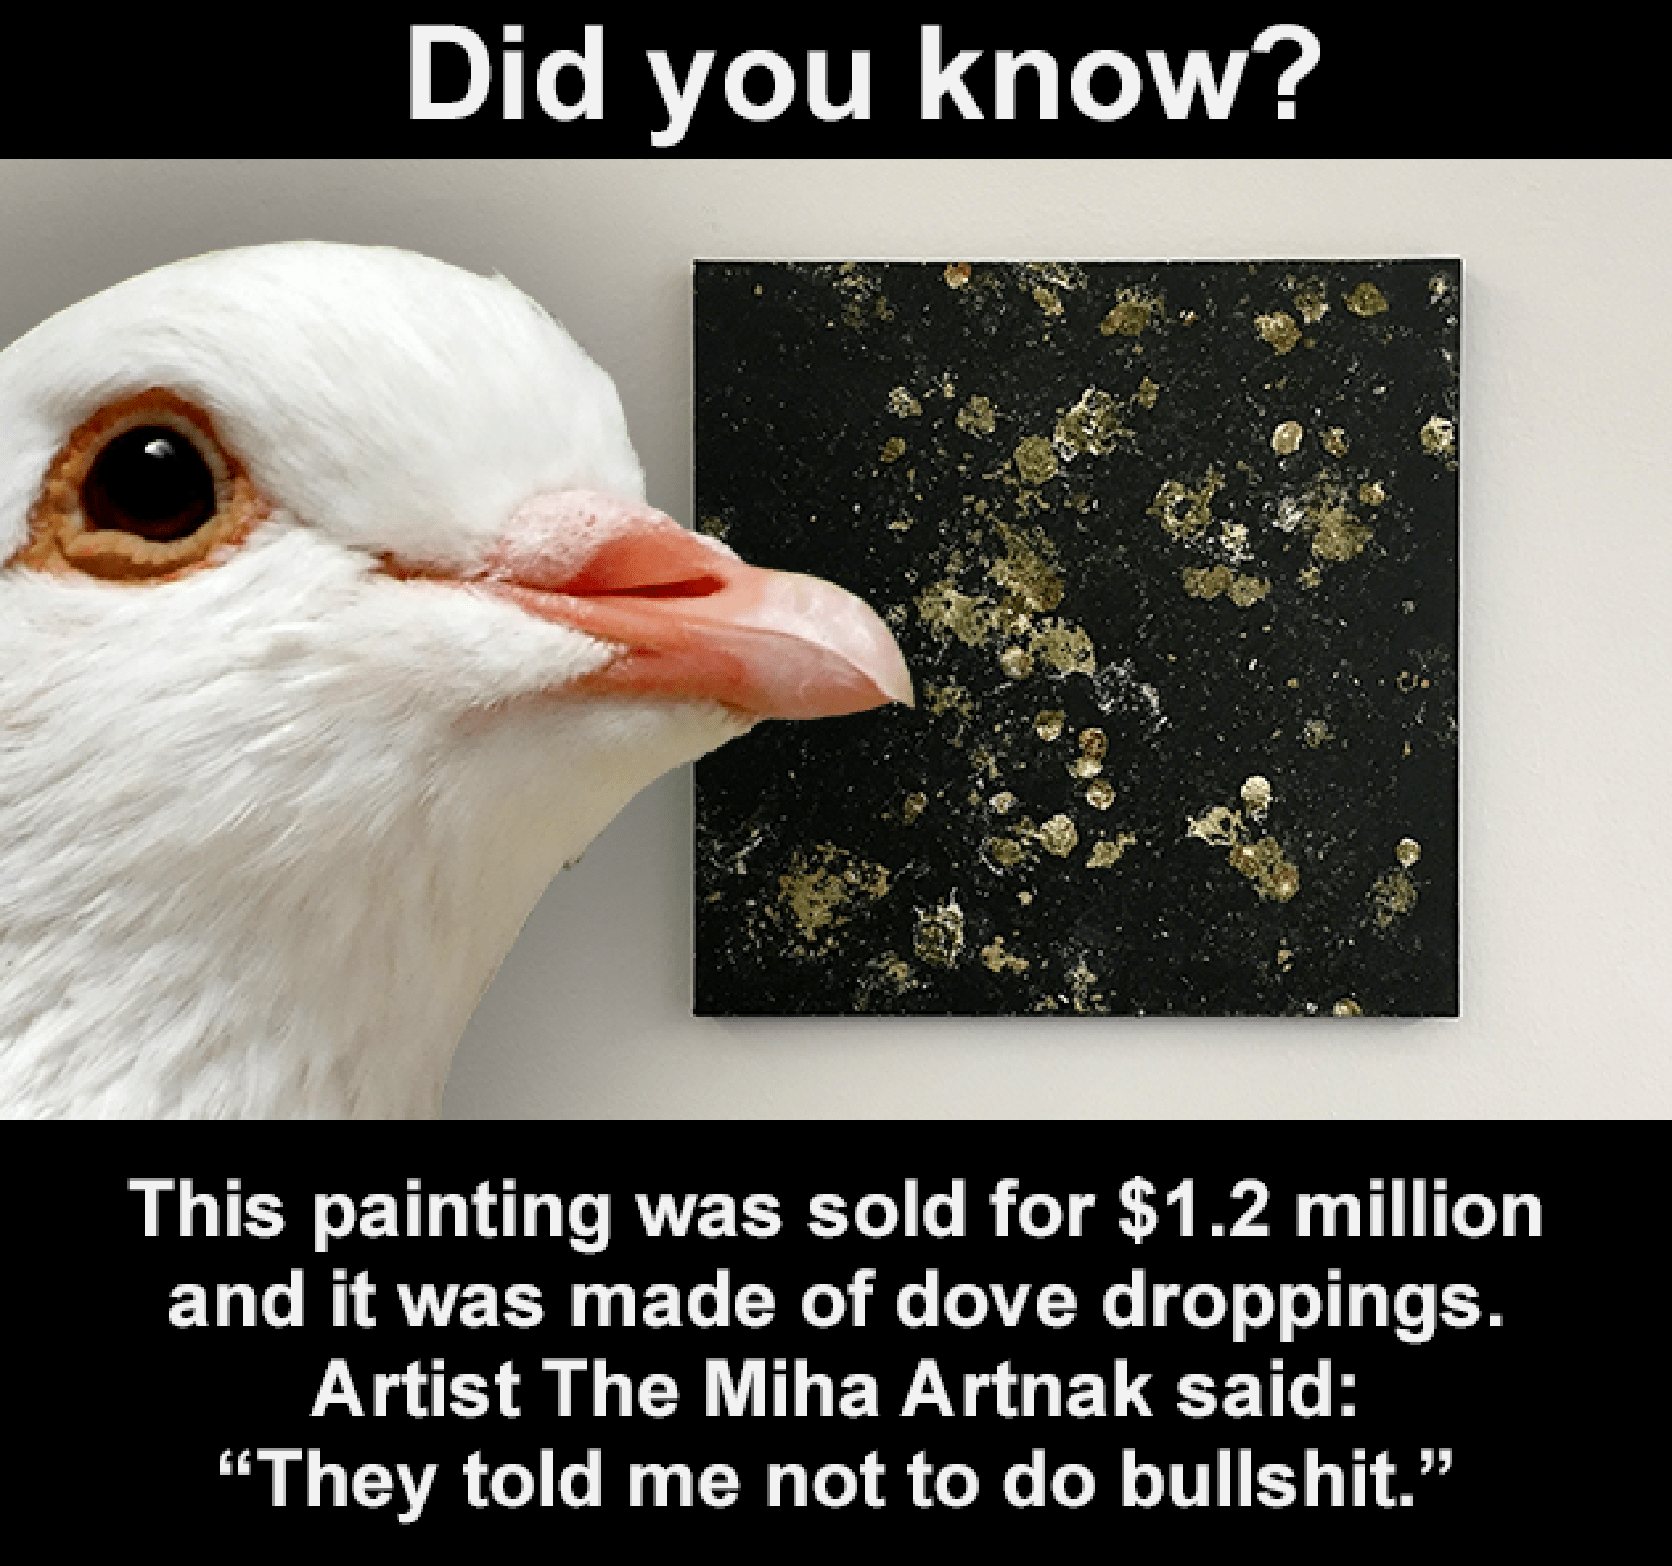 Did you know?
This painting was sold for $1.2 million
and it was made of dove droppings.
Artist The Miha Artnak said:
“They told me not to do bullshit.”